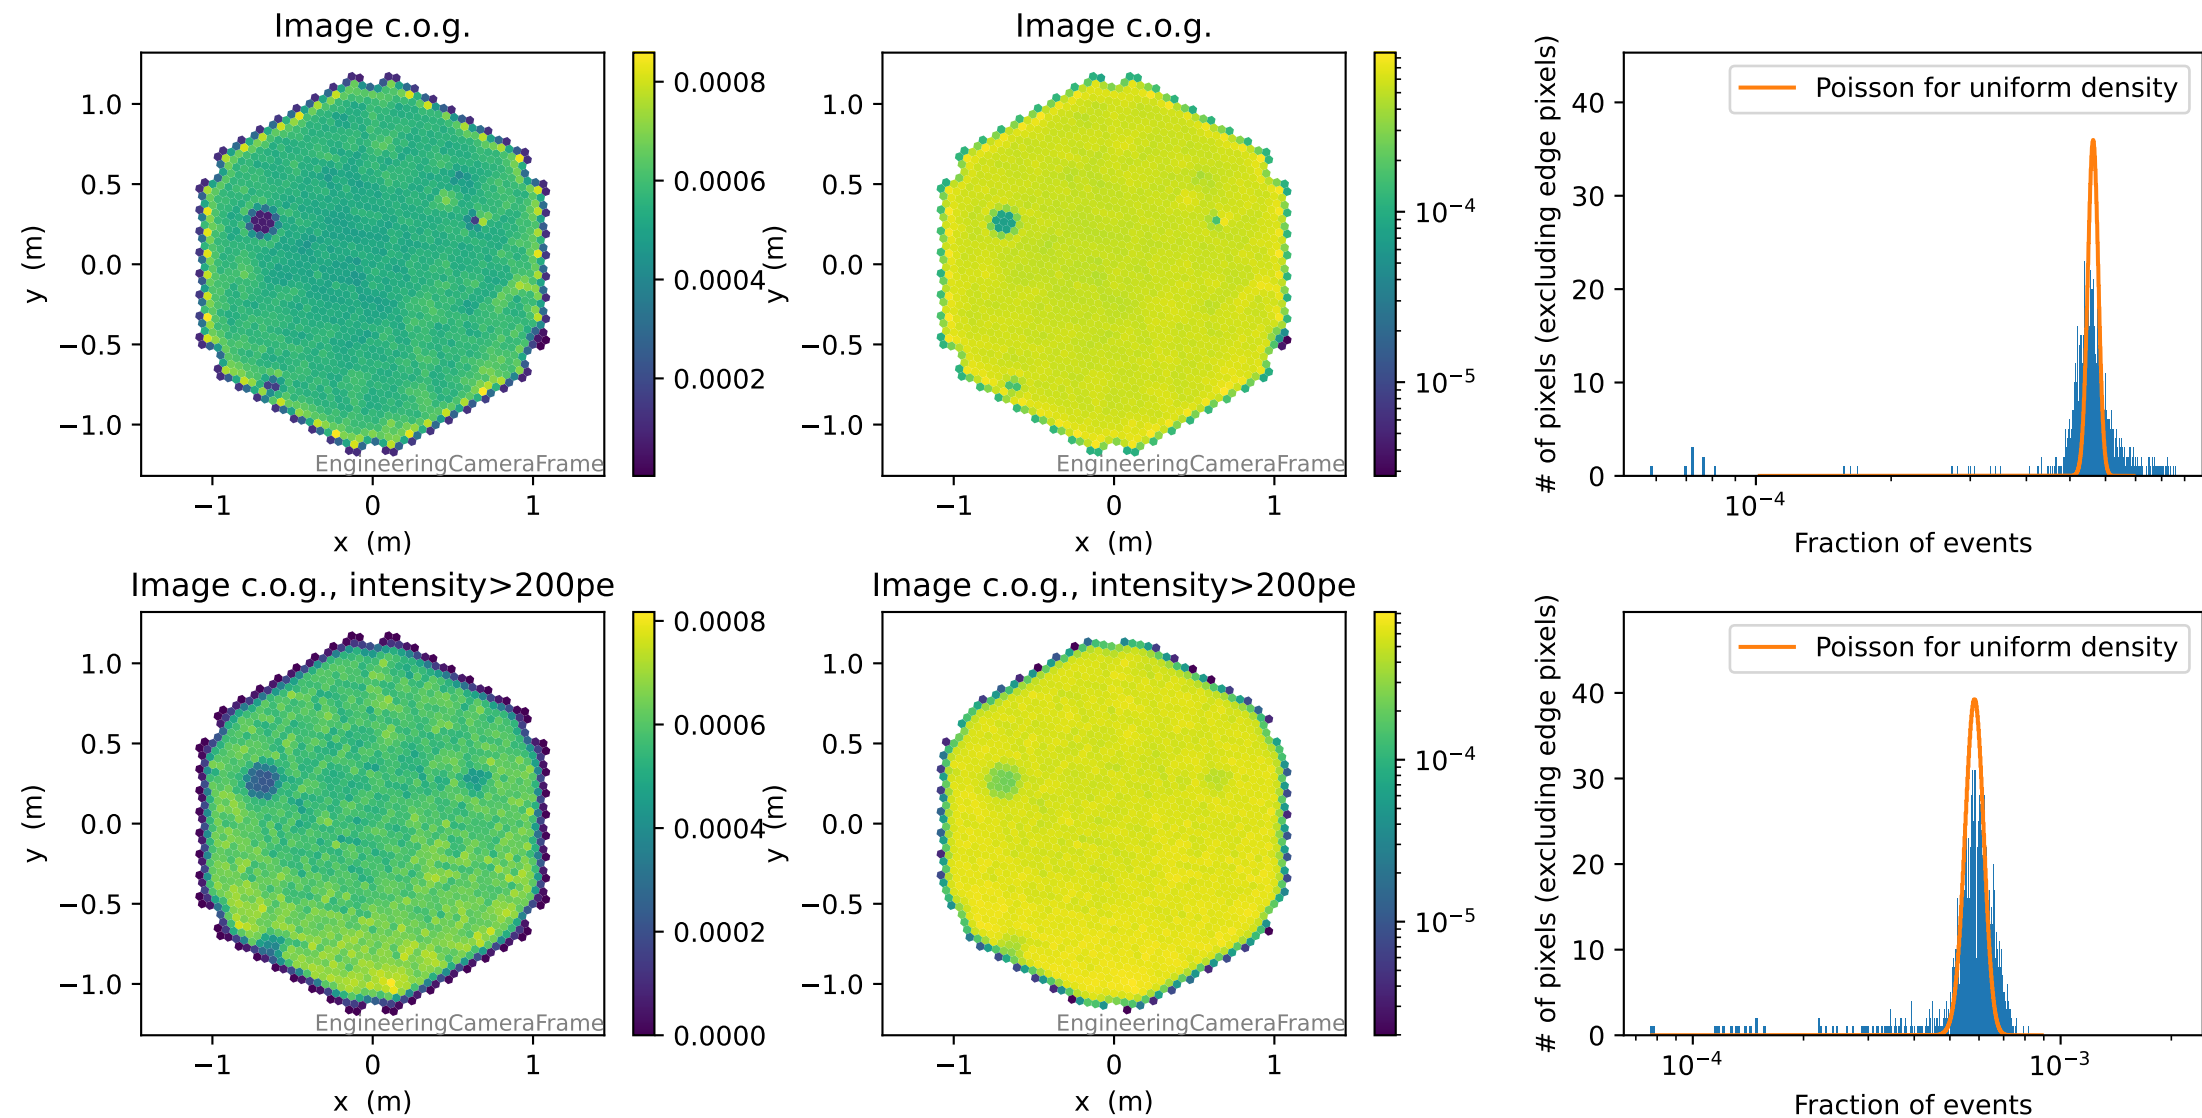 Image c.o.g.
1.0
0.5
0.0
−0.5
−1.0
y (m)
−1
0
1
x (m)
EngineeringCameraFrame
0.0008
0.0006
0.0004
0.0002
Image c.o.g.
1.0
0.5
0.0
−0.5
−1.0
y (m)
−1
0
1
x (m)
EngineeringCameraFrame
10⁻⁴
10⁻⁵
Poisson for uniform density
40
30
20
10
0
# of pixels (excluding edge pixels)
10⁻⁴
Fraction of events
Image c.o.g., intensity>200pe
1.0
0.5
0.0
−0.5
−1.0
y (m)
−1
0
1
x (m)
EngineeringCameraFrame
0.0008
0.0006
0.0004
0.0002
0.0000
Image c.o.g., intensity>200pe
1.0
0.5
0.0
−0.5
−1.0
y (m)
−1
0
1
x (m)
EngineeringCameraFrame
10⁻⁴
10⁻⁵
Poisson for uniform density
40
30
20
10
0
# of pixels (excluding edge pixels)
10⁻⁴
10⁻³
Fraction of events